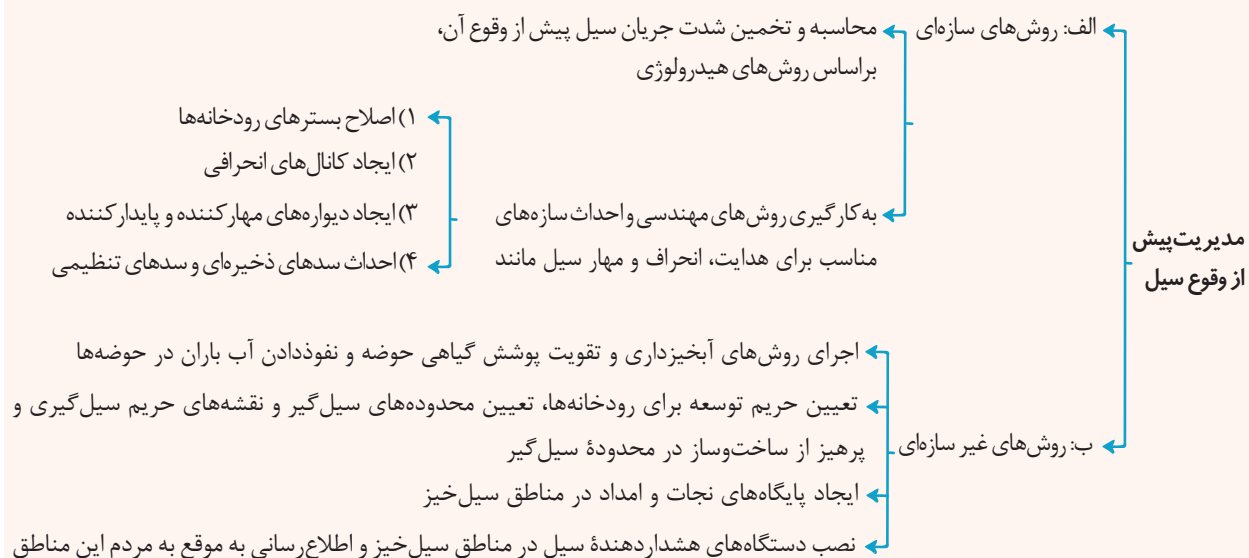 مدیریت پیش
از وقوع سیل
الف: روش‌های سازه‌ای
محاسبه و تخمین شدت جریان سیل پیش از وقوع آن،
براساس روش‌های هیدرولوژی
به‌کارگیری روش‌های مهندسی و احداث سازه‌های
مناسب برای هدایت، انحراف و مهار سیل مانند
۱) اصلاح بسترهای رودخانه‌ها
۲) ایجاد کانال‌های انحرافی
۳) ایجاد دیواره‌های مهارکننده و پایدارکننده
۴) احداث سدهای ذخیره‌ای و سدهای تنظیمی
ب: روش‌های غیر سازه‌ای
اجرای روش‌های آبخیزداری و تقویت پوشش گیاهی حوضه و نفوذدادن آب باران در حوضه‌ها
تعیین حریم توسعه برای رودخانه‌ها، تعیین محدوده‌های سیل‌گیر و نقشه‌های حریم سیل‌گیری و
پرهیز از ساخت‌وساز در محدودهٔ سیل‌گیر
ایجاد پایگاه‌های نجات و امداد در مناطق سیل‌خیز
نصب دستگاه‌های هشداردهندهٔ سیل در مناطق سیل‌خیز و اطلاع‌رسانی به موقع به مردم این مناطق